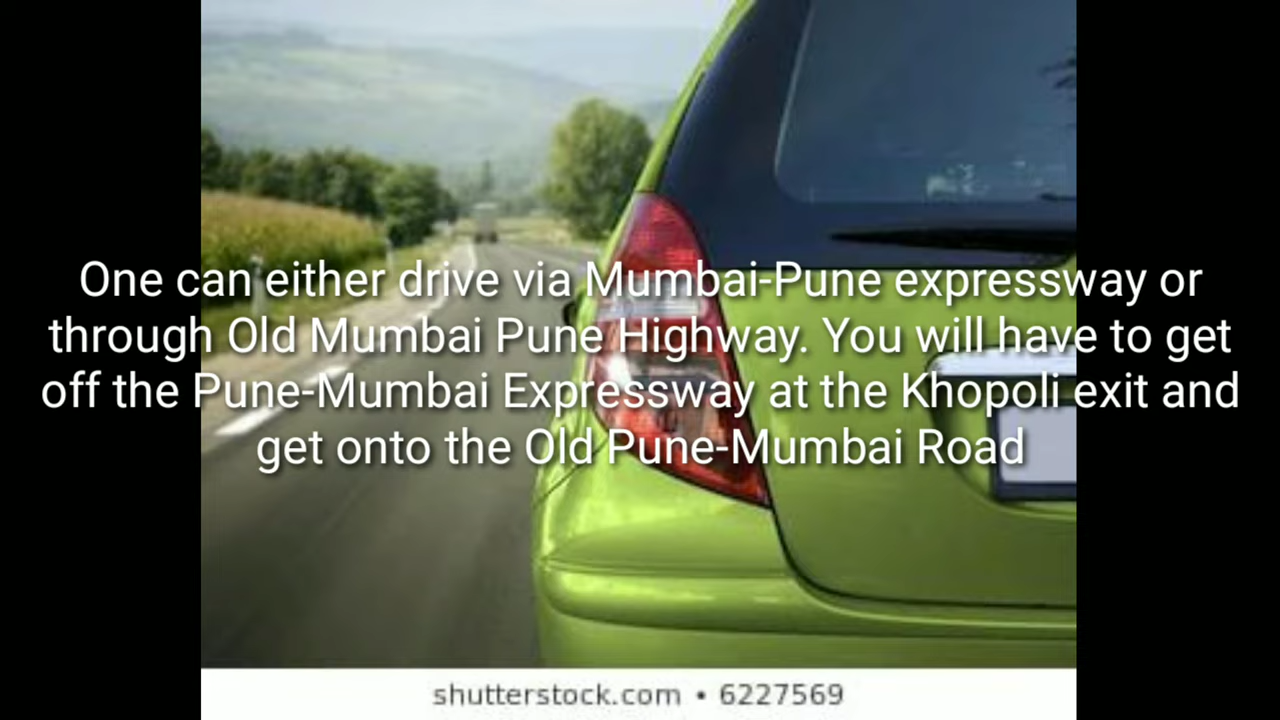 One can either drive via Mumbai-Pune expressway or
through Old Mumbai Pune Highway. You will have to get
off the Pune-Mumbai Expressway at the Khopoli exit and
get onto the Old Pune-Mumbai Road
shutterstock.com • 6227569